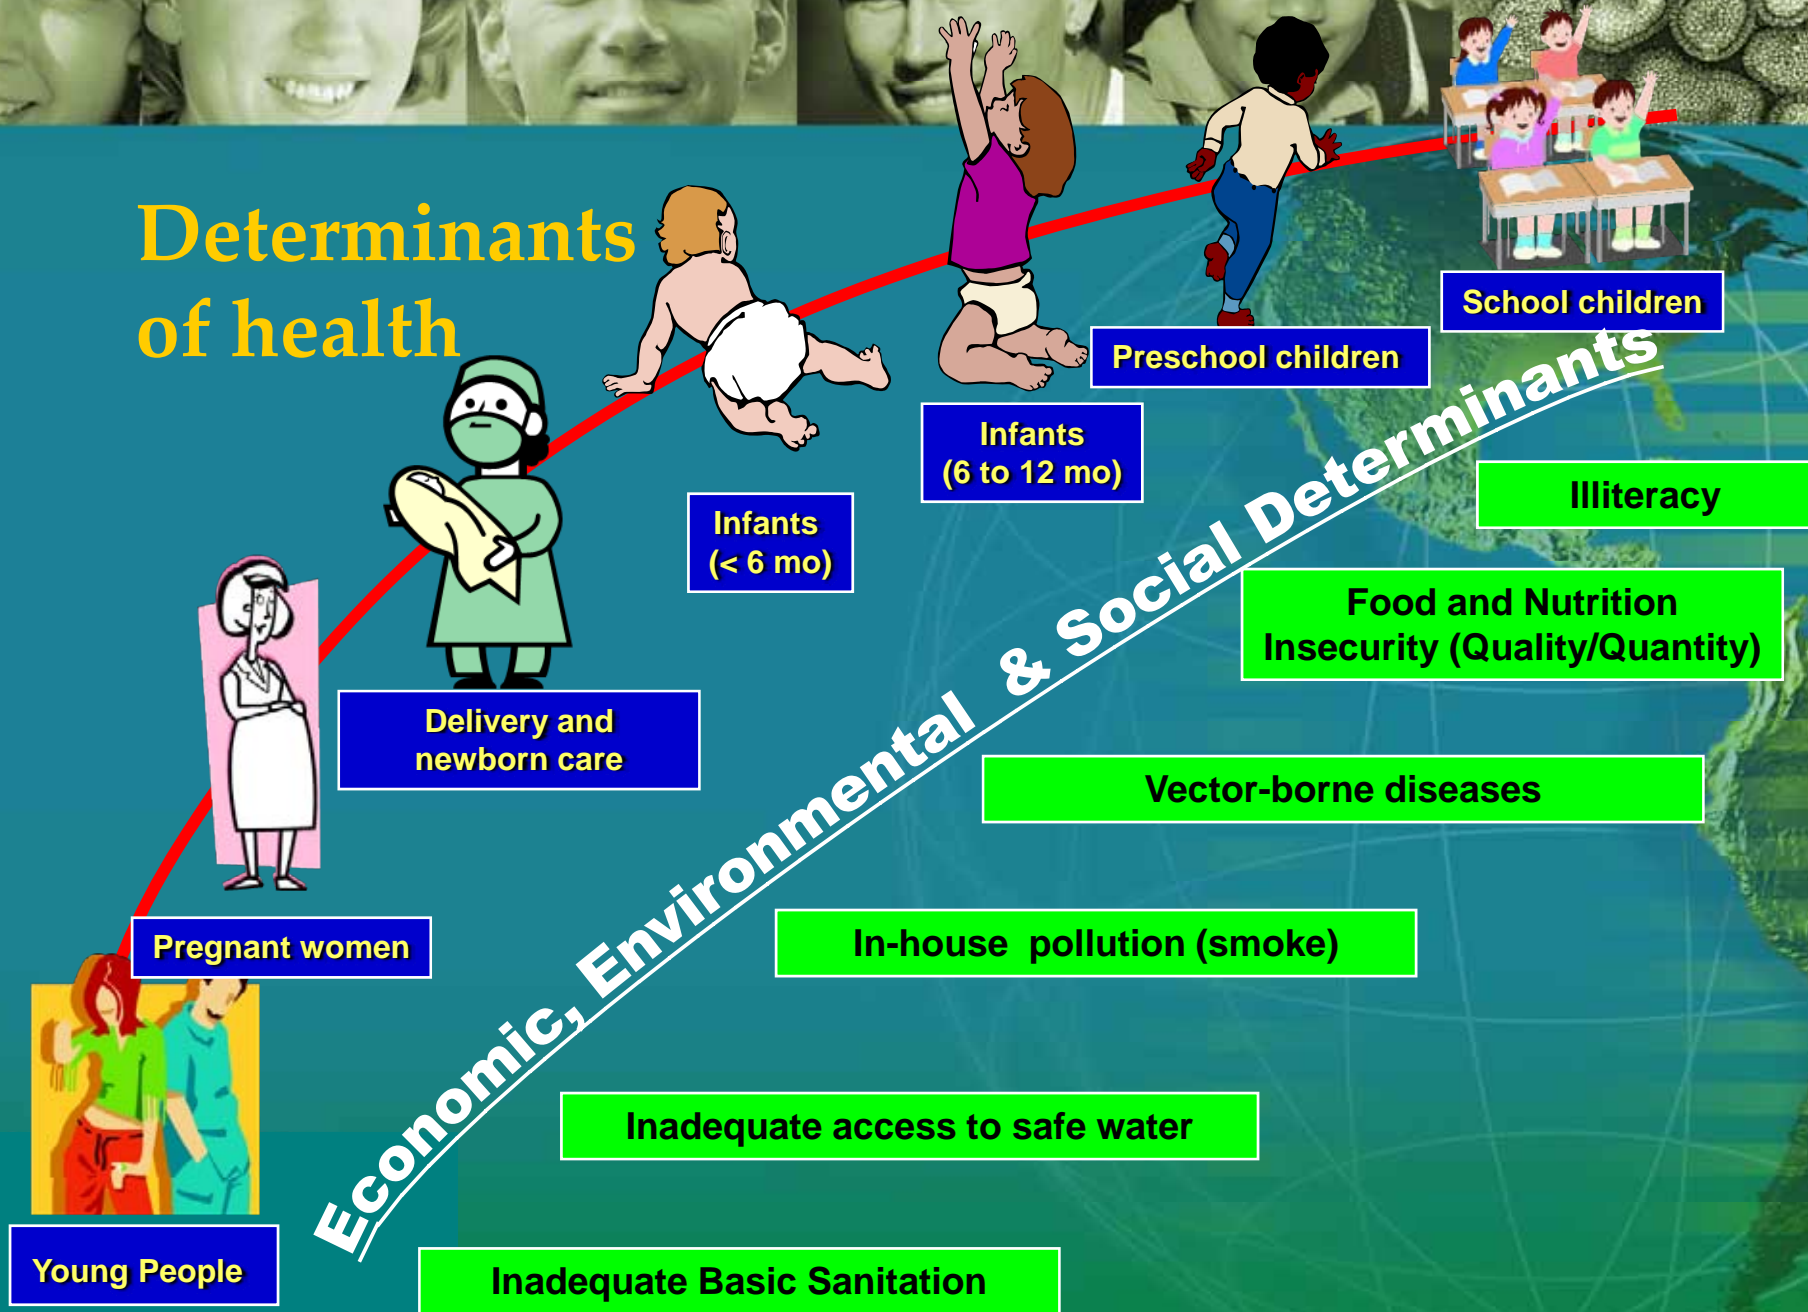 Determinants
of health
School children
Preschool children
Infants
(6 to 12 mo)
Infants
(< 6 mo)
Delivery and
newborn care
Pregnant women
Young People
Economic, Environmental & Social Determinants
Illiteracy
Food and Nutrition
Insecurity (Quality/Quantity)
Vector-borne diseases
In-house pollution (smoke)
Inadequate access to safe water
Inadequate Basic Sanitation